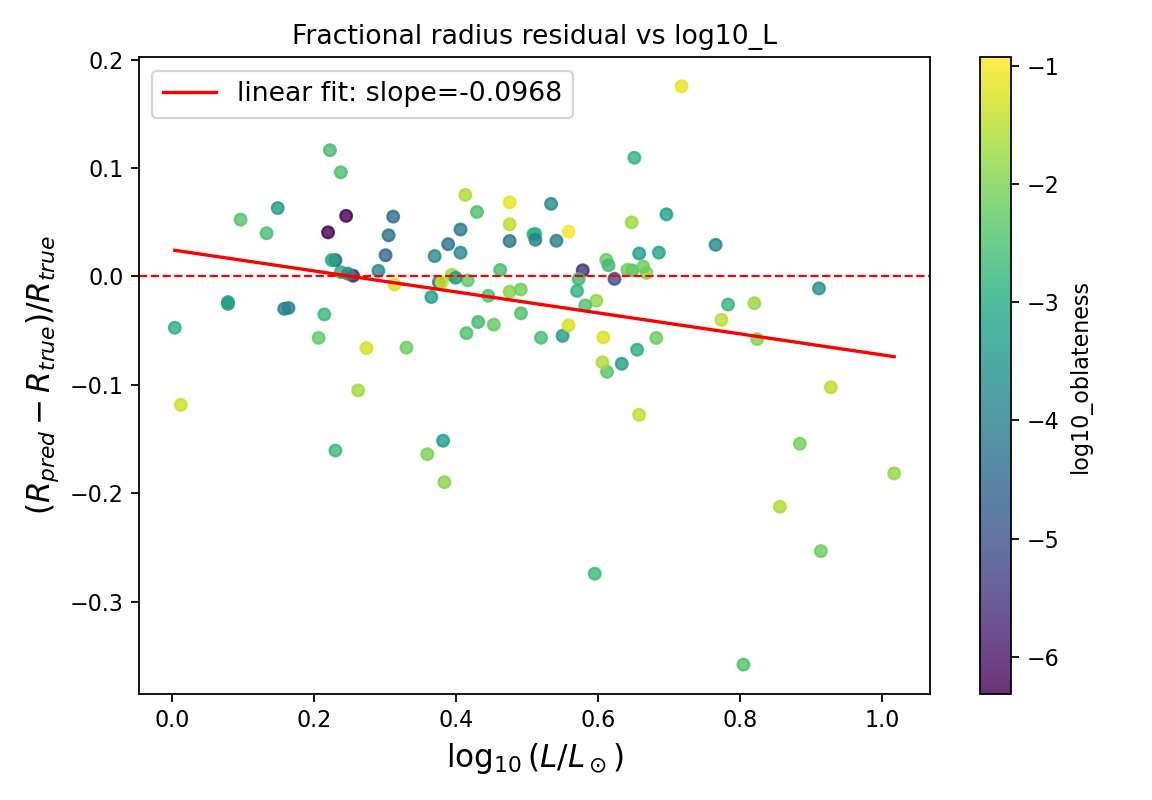 Fractional radius residual vs log10_L
linear fit: slope=-0.0968
0.2
0.1
0.0
−0.1
−0.2
−0.3
(R_pred − R_true)/R_true
0.0 0.2 0.4 0.6 0.8 1.0
log₁₀ (L/L⊙)
−1
−2
−3
−4
−5
−6
log10_oblateness